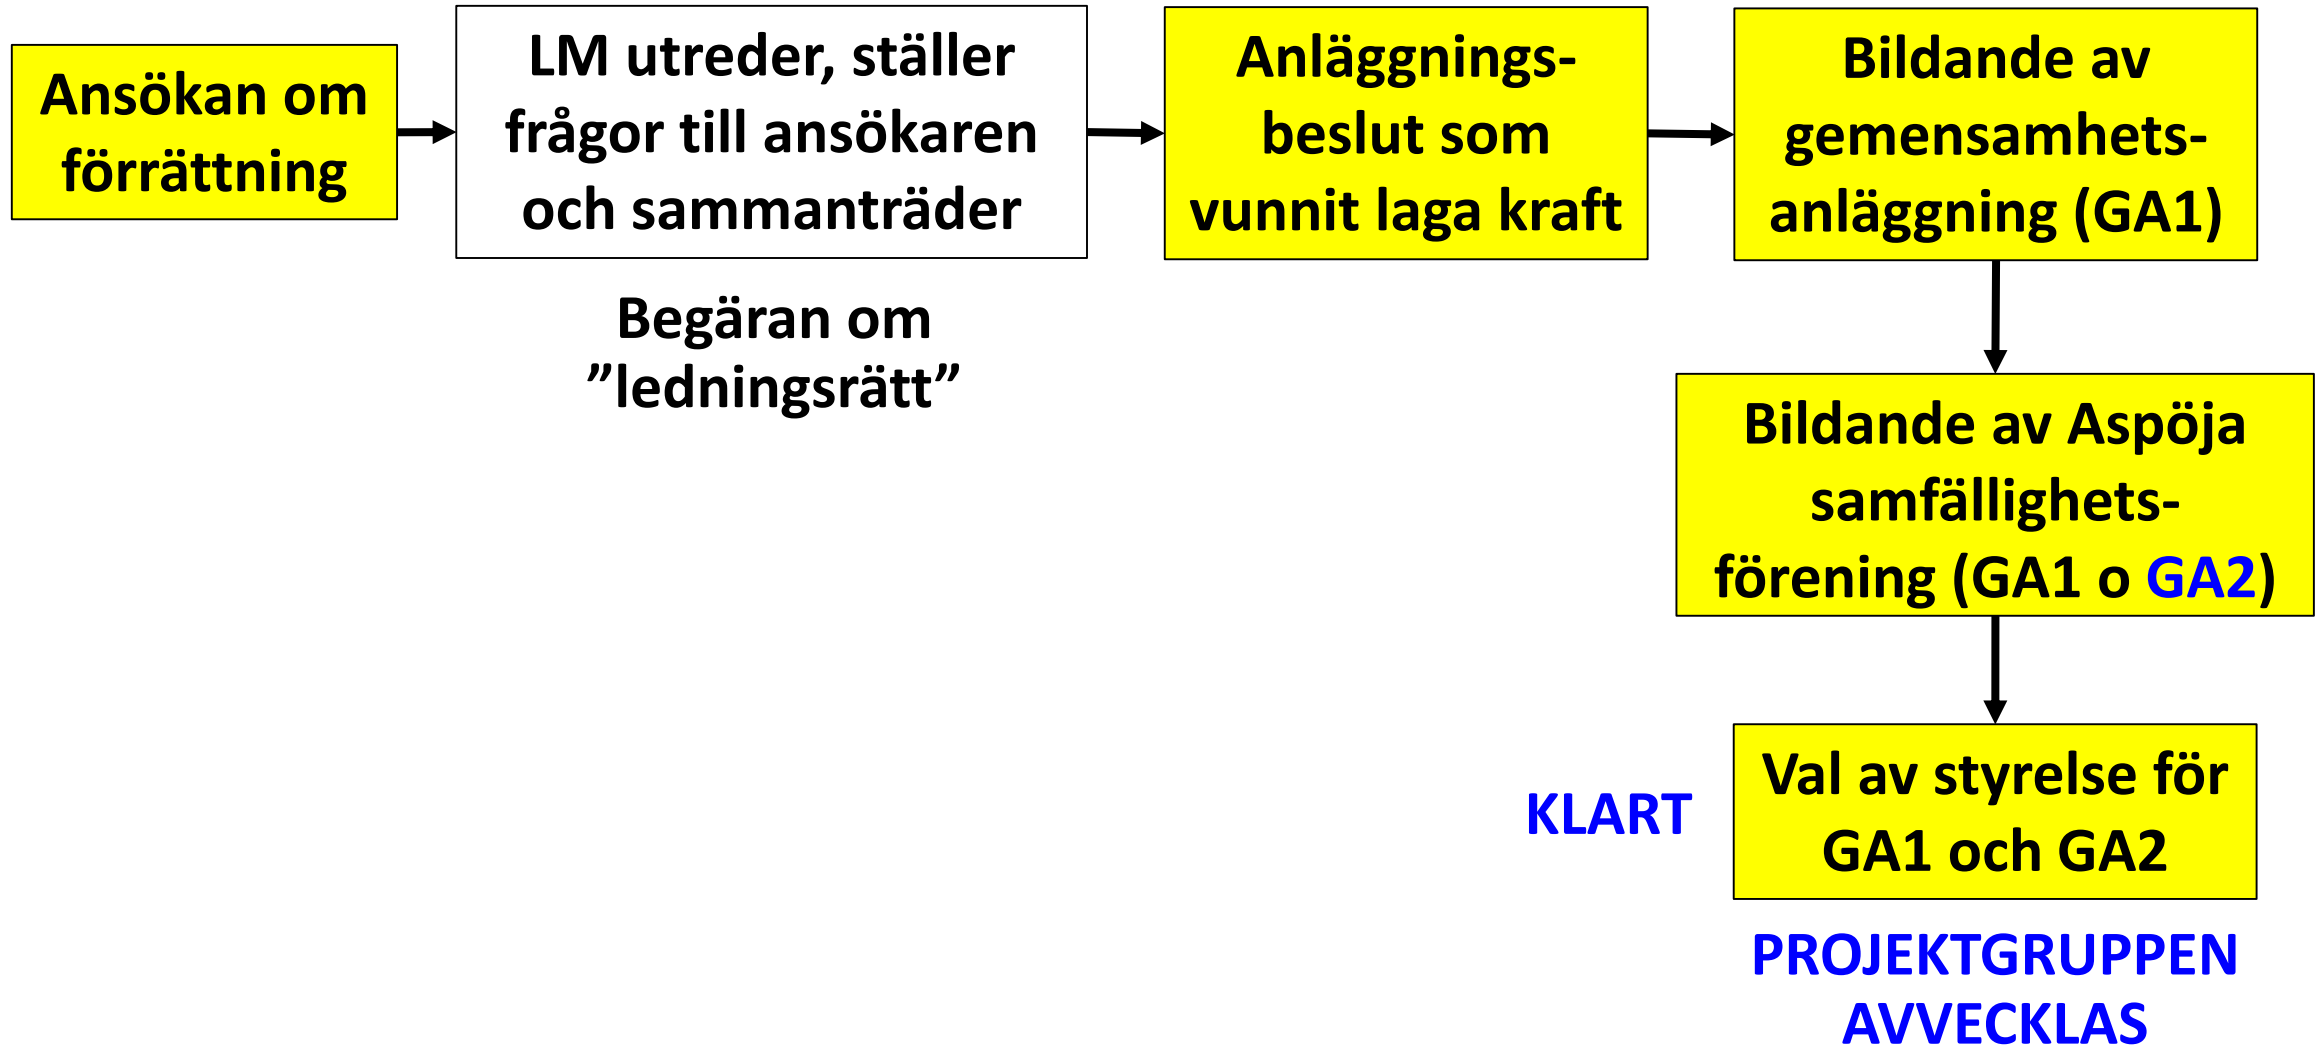 Ansökan om
förrättning
LM utreder, ställer
frågor till ansökaren
och sammanträder
Begäran om
”ledningsrätt”
Anläggnings-
beslut som
vunnit laga kraft
Bildande av
gemensamhets-
anläggning (GA1)
Bildande av Aspöja
samfällighets-
förening (GA1 o GA2)
KLART
Val av styrelse för
GA1 och GA2
PROJEKTGRUPPEN
AVVECKLAS